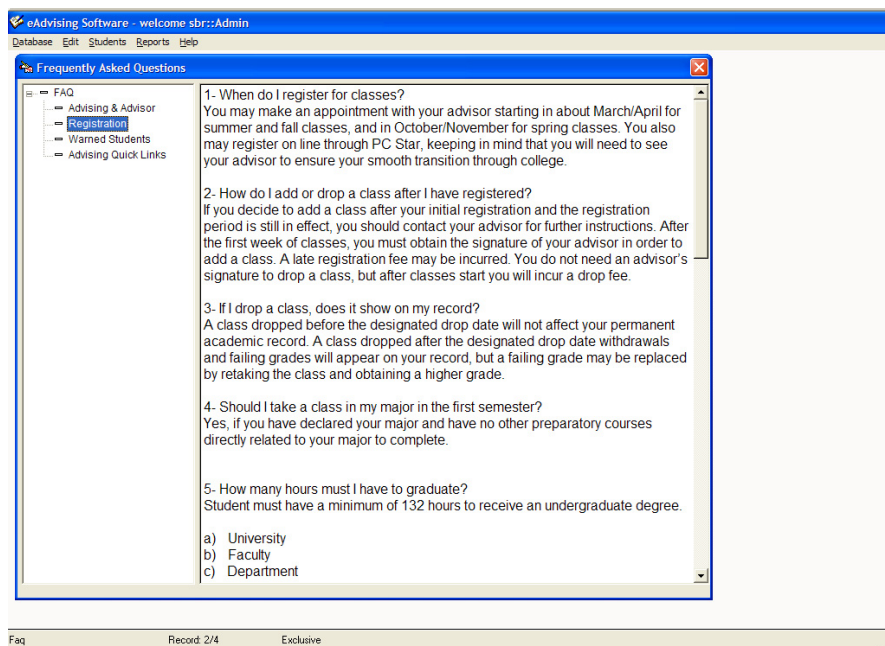 eAdvising Software - welcome sbr::Admin
Database Edit Students Reports Help
Frequently Asked Questions
FAQ
Advising & Advisor
Registration
Warned Students
Advising Quick Links
1- When do I register for classes?
You may make an appointment with your advisor starting in about March/April for
summer and fall classes, and in October/November for spring classes. You also
may register on line through PC Star, keeping in mind that you will need to see
your advisor to ensure your smooth transition through college.
2- How do I add or drop a class after I have registered?
If you decide to add a class after your initial registration and the registration
period is still in effect, you should contact your advisor for further instructions. After
the first week of classes, you must obtain the signature of your advisor in order to
add a class. A late registration fee may be incurred. You do not need an advisor's
signature to drop a class, but after classes start you will incur a drop fee.
3- If I drop a class, does it show on my record?
A class dropped before the designated drop date will not affect your permanent
academic record. A class dropped after the designated drop date withdrawals
and failing grades will appear on your record, but a failing grade may be replaced
by retaking the class and obtaining a higher grade.
4- Should I take a class in my major in the first semester?
Yes, if you have declared your major and have no other preparatory courses
directly related to your major to complete.
5- How many hours must I have to graduate?
Student must have a minimum of 132 hours to receive an undergraduate degree.
a) University
b) Faculty
c) Department
Faq Record: 2/4 Exclusive